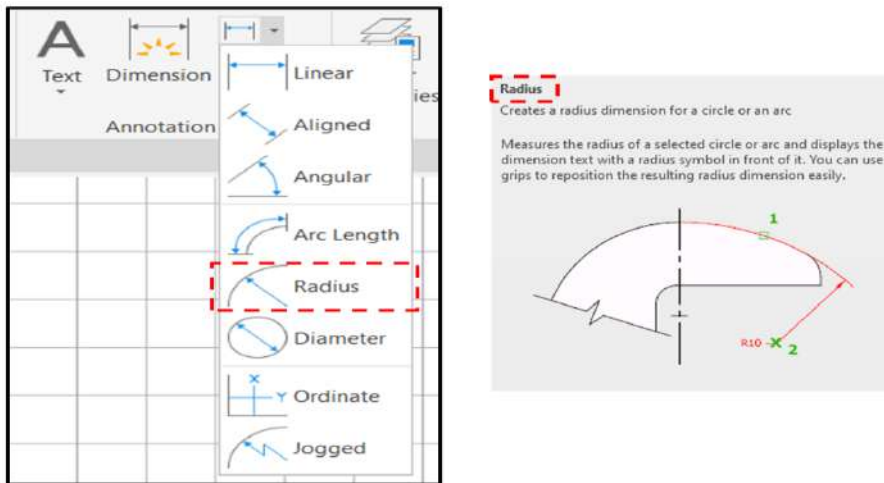 A
Text
Dimension
Annotation
ies
Linear
Aligned
Angular
Arc Length
Radius
Diameter
X
Y
Ordinate
Jogged
Radius
Creates a radius dimension for a circle or an arc
Measures the radius of a selected circle or arc and displays the
dimension text with a radius symbol in front of it. You can use
grips to reposition the resulting radius dimension easily.
1
R10
2